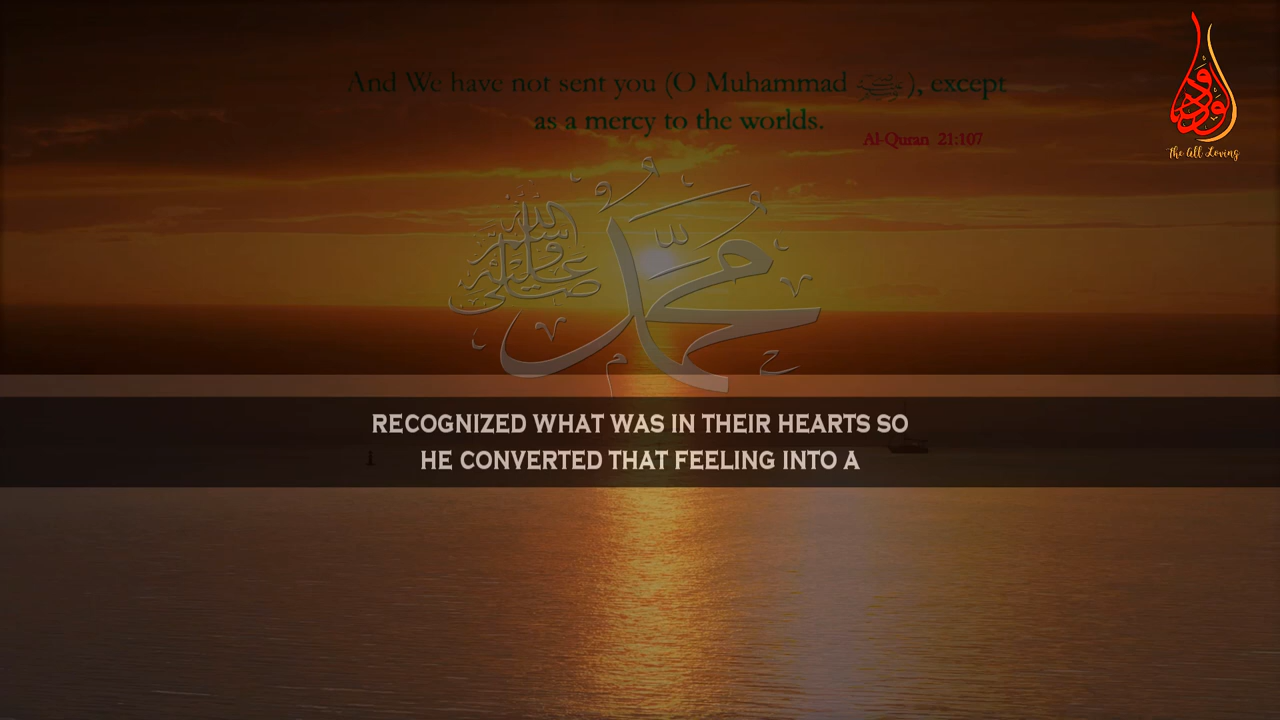 And We have not sent you (O Muhammad ﷺ), except
as a mercy to the worlds.
Al-Quran 21:107
الودود
The All Loving
محمد
صلى الله عليه وسلم
RECOGNIZED WHAT WAS IN THEIR HEARTS SO
HE CONVERTED THAT FEELING INTO A